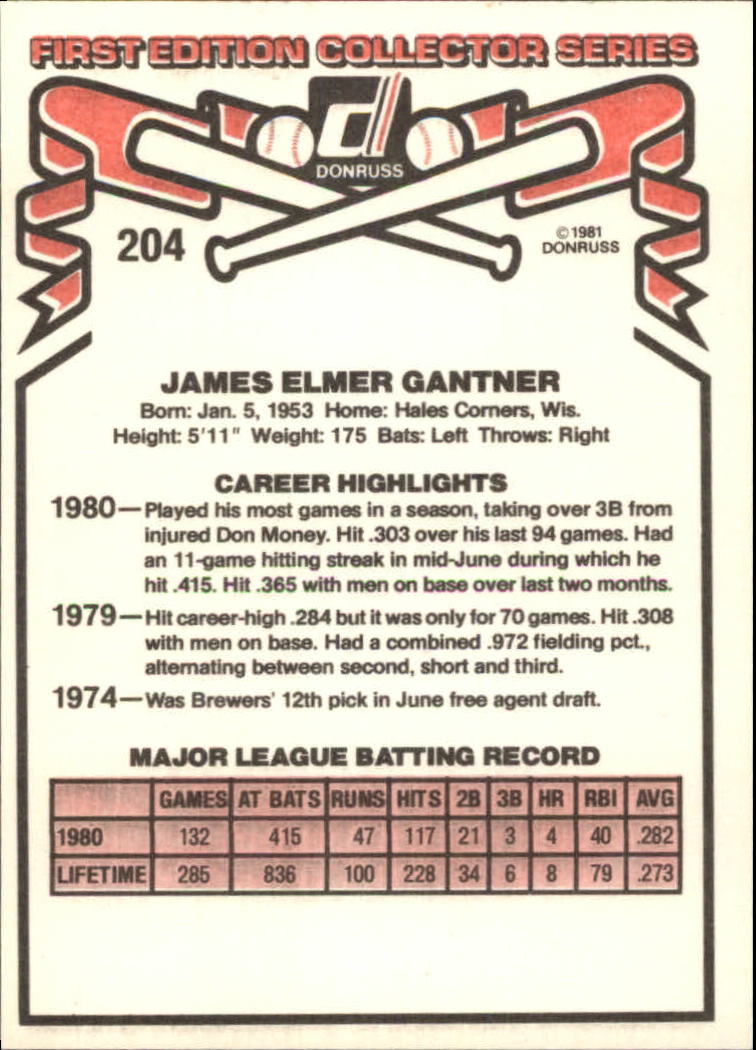 FIRST EDITION COLLECTOR SERIES
DONRUSS
204
©1981
DONRUSS
JAMES ELMER GANTNER
Born: Jan. 5, 1953 Home: Hales Corners, Wis.
Height: 5'11" Weight: 175 Bats: Left Throws: Right
CAREER HIGHLIGHTS
1980—Played his most games in a season, taking over 3B from
injured Don Money. Hit .303 over his last 94 games. Had
an 11-game hitting streak in mid-June during which he
hit .415. Hit .365 with men on base over last two months.
1979—Hit career-high .284 but it was only for 70 games. Hit .308
with men on base. Had a combined .972 fielding pct.,
alternating between second, short and third.
1974—Was Brewers' 12th pick in June free agent draft.
MAJOR LEAGUE BATTING RECORD
GAMES AT BATS RUNS HITS 2B 3B HR RBI AVG
1980 132 415 47 117 21 3 4 40 .282
LIFETIME 285 836 100 228 34 6 8 79 .273